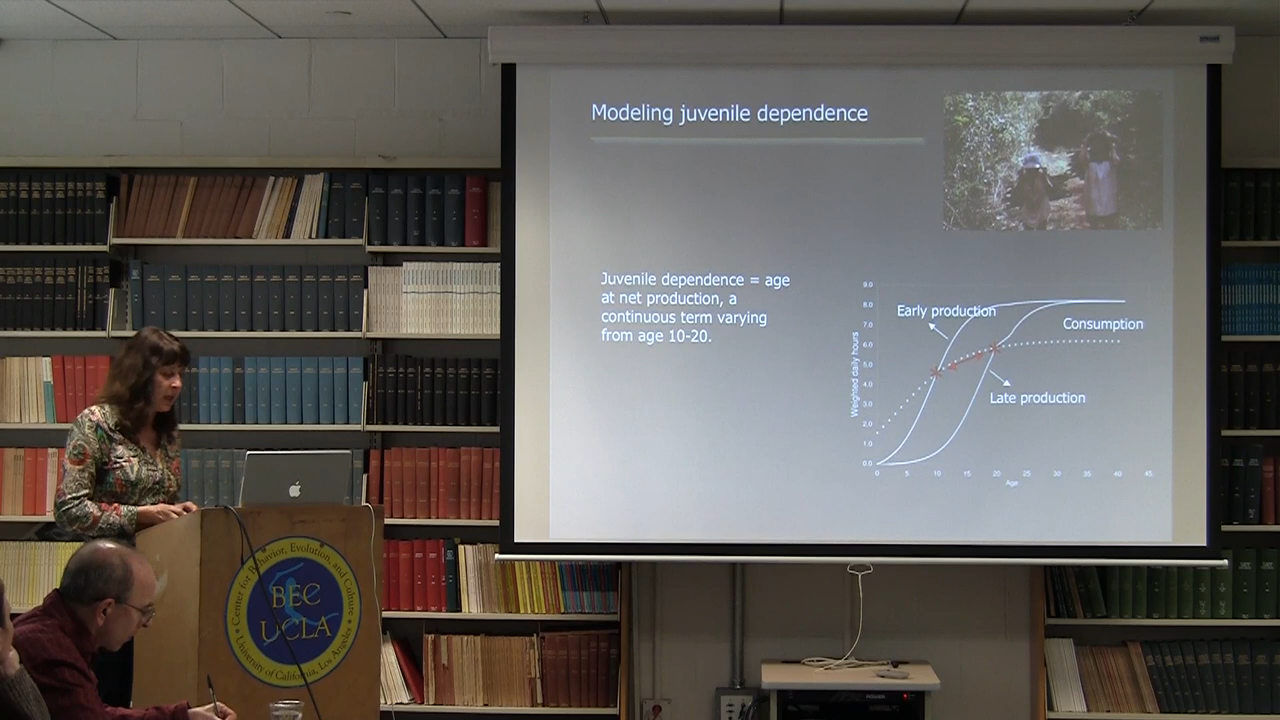 Modeling juvenile dependence
Juvenile dependence = age
at net production, a
continuous term varying
from age 10-20.
9.0
8.0
7.0
6.0
5.0
4.0
3.0
2.0
1.0
0.0
Weighted daily hours
Early production
Consumption
Late production
0 5 10 15 20 25 30 35 40 45
Age
Center for Behavior, Evolution, and Culture
BEC
UCLA
University of California, Los Angeles